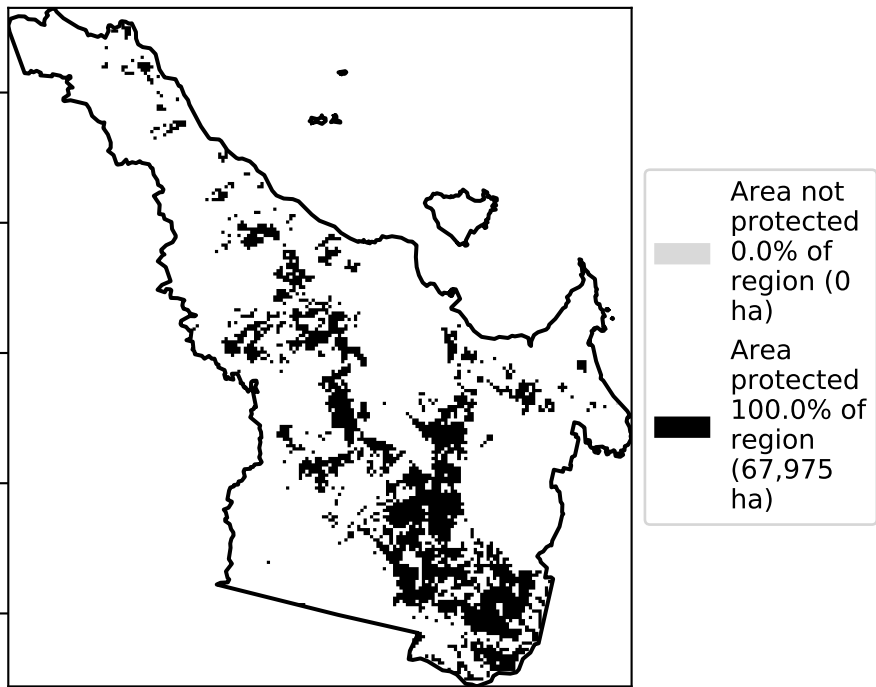 Area not
protected
0.0% of
region (0
ha)
Area
protected
100.0% of
region
(67,975
ha)